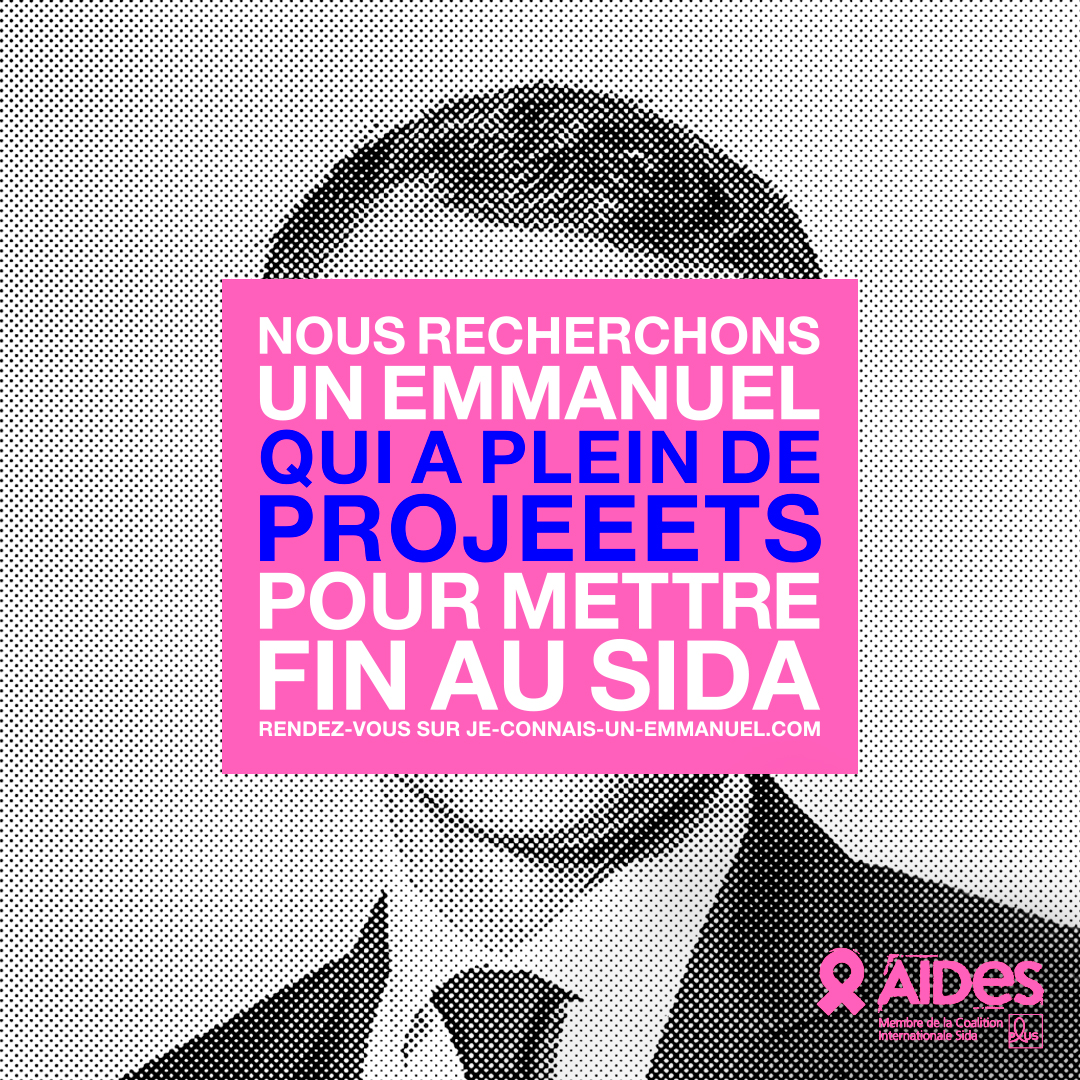 NOUS RECHERCHONS
UN EMMANUEL
QUI A PLEIN DE
PROJEEETS
POUR METTRE
FIN AU SIDA
RENDEZ-VOUS SUR JE-CONNAIS-UN-EMMANUEL.COM
AIDES
Membre de la Coalition
Internationale Sida
PLUS